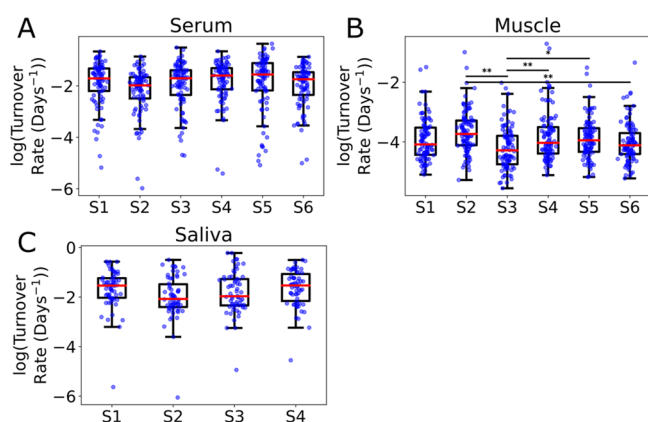 A
Serum
log(Turnover
Rate (Days⁻¹))
−2
−4
−6
S1 S2 S3 S4 S5 S6
B
Muscle
log(Turnover
Rate (Days⁻¹))
−2
−4
*
**
**
**
S1 S2 S3 S4 S5 S6
C
Saliva
log(Turnover
Rate (Days⁻¹))
0
−2
−4
−6
S1 S2 S3 S4